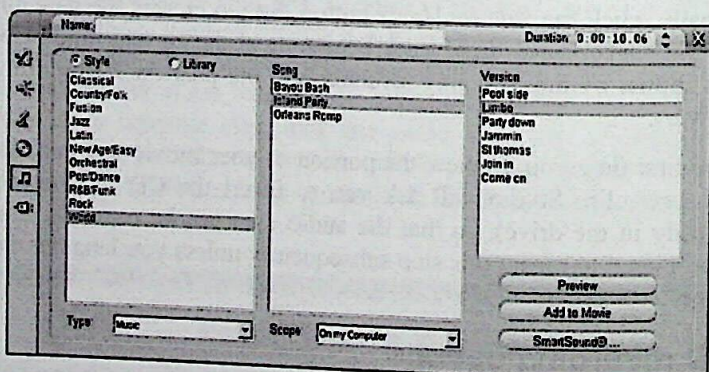 Name:
Duration 0:00:10.06
Style
Library
Classical
Country/Folk
Fusion
Jazz
Latin
New Age/Easy
Orchestral
Pop/Dance
R&B/Funk
Rock
World
Type: Music
Song
Bayou Bash
Island Party
Orleans Romp
Scope: On my Computer
Version
Pool side
Limbo
Party down
Jammin
St thomas
Join in
Come on
Preview
Add to Movie
SmartSound® ...